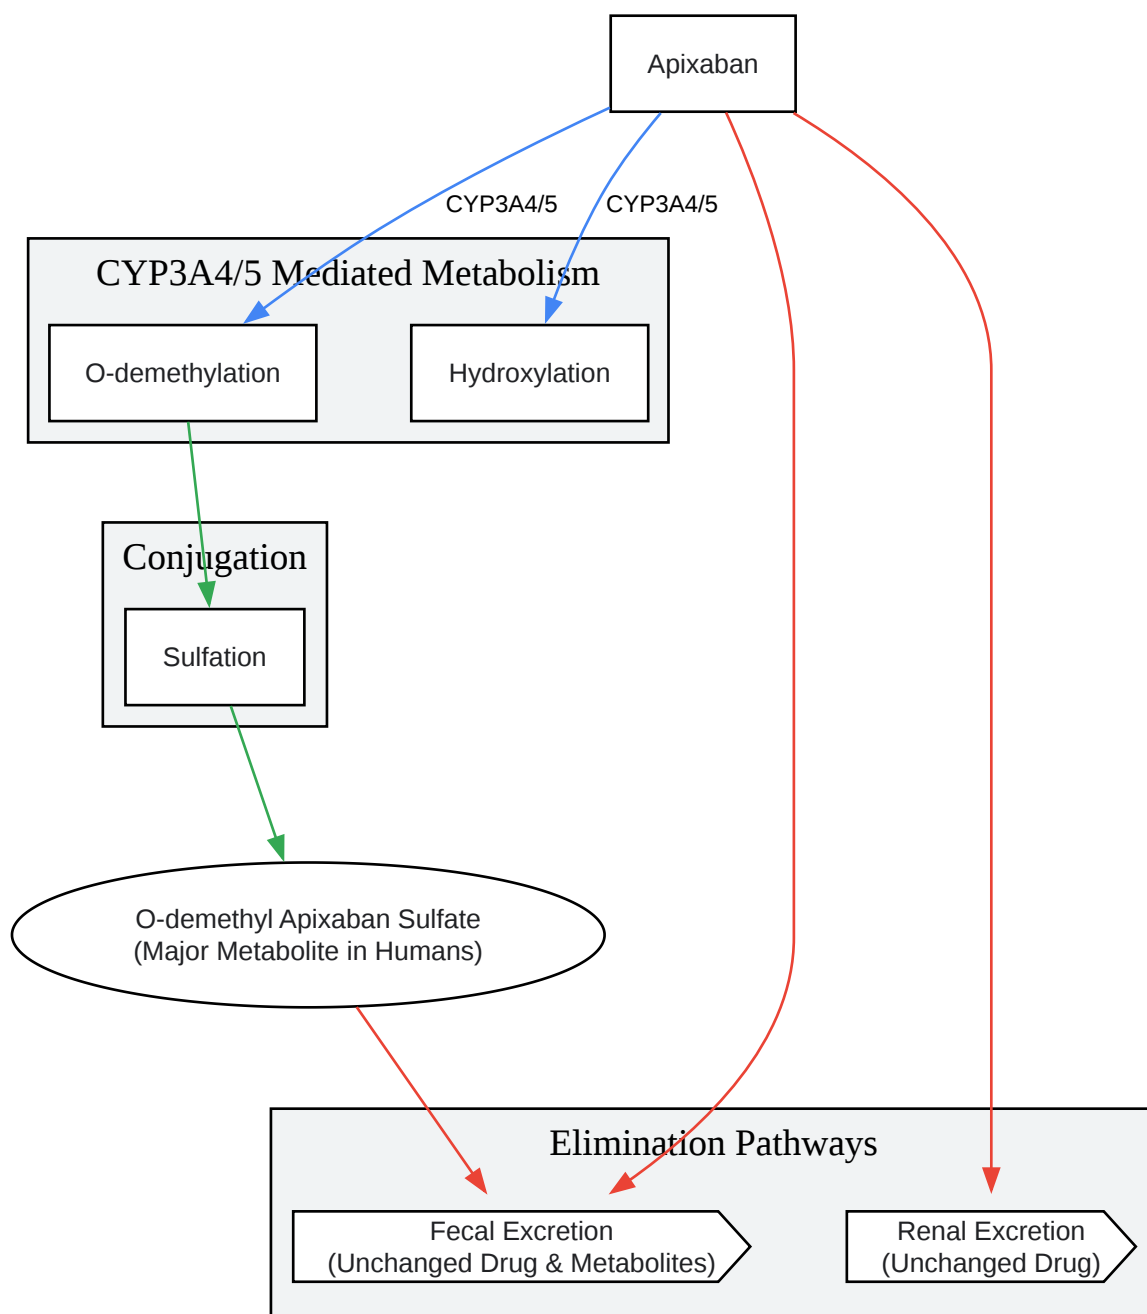 Apixaban
CYP3A4/5
CYP3A4/5
CYP3A4/5 Mediated Metabolism
O-demethylation
Hydroxylation
Conjugation
Sulfation
O-demethyl Apixaban Sulfate
(Major Metabolite in Humans)
Elimination Pathways
Fecal Excretion
(Unchanged Drug & Metabolites)
Renal Excretion
(Unchanged Drug)